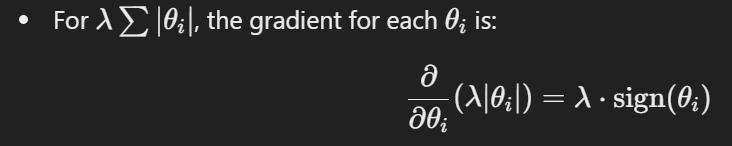 • For λ∑|θᵢ|, the gradient for each θᵢ is:
∂/∂θᵢ (λ|θᵢ|) = λ · sign(θᵢ)